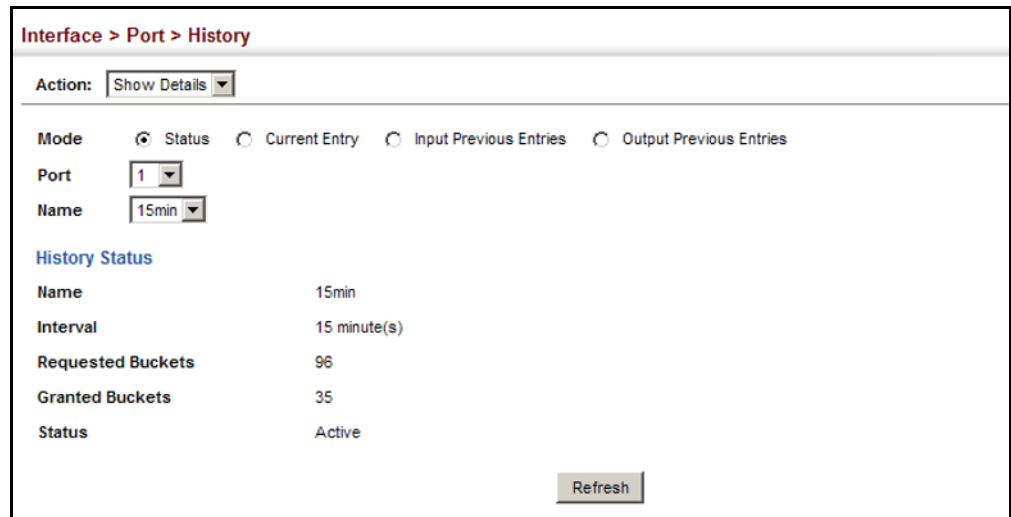 Interface > Port > History
Action: Show Details
Mode Status Current Entry Input Previous Entries Output Previous Entries
Port 1
Name 15min
History Status
Name 15min
Interval 15 minute(s)
Requested Buckets 96
Granted Buckets 35
Status Active
Refresh